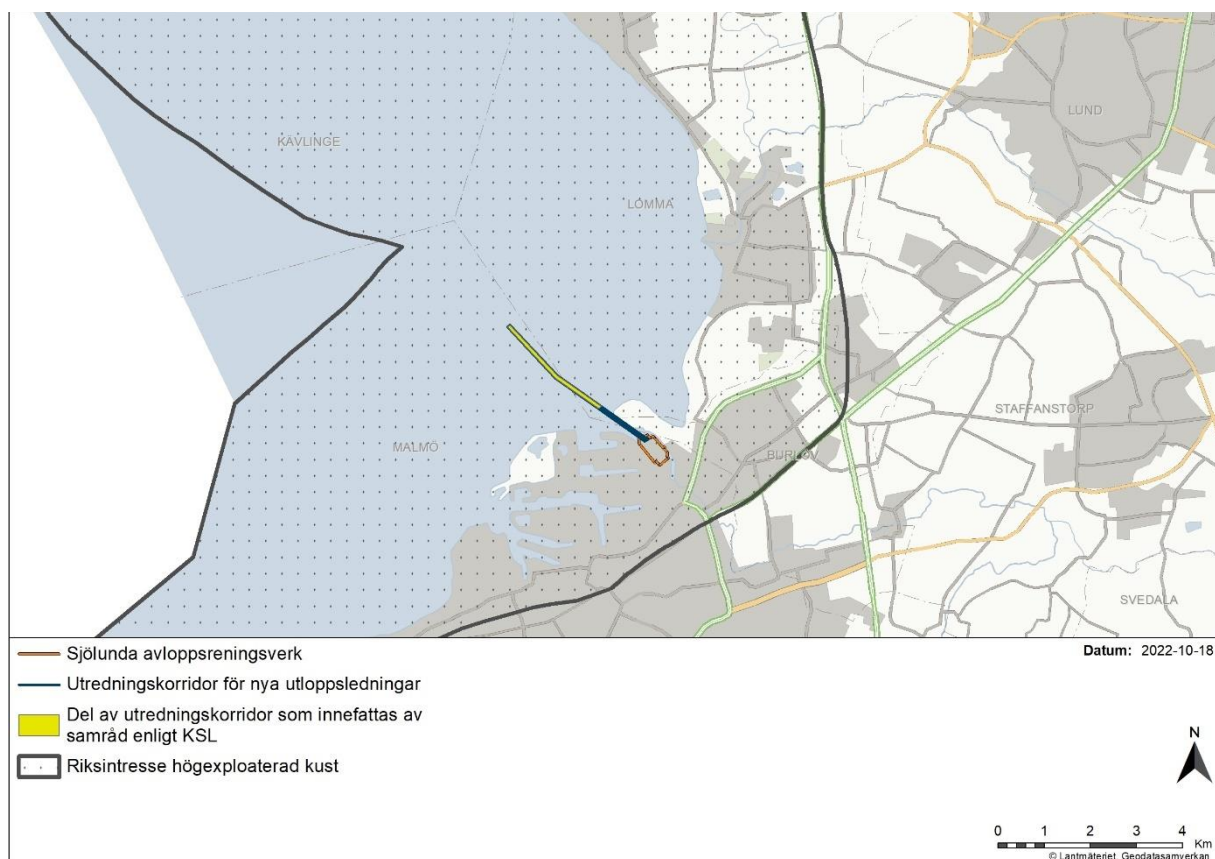 KÄVLINGE
LUND
LOMMA
STAFFANSTORP
MALMÖ
BURLÖV
SVEDALA
Sjölunda avloppsreningsverk
Datum: 2022-10-18
Utredningskorridor för nya utloppsledningar
Del av utredningskorridor som innefattas av
samråd enligt KSL
Riksintresse högexploaterad kust
N
0 1 2 3 4
Km
© Lantmäteriet, Geodatasamverkan